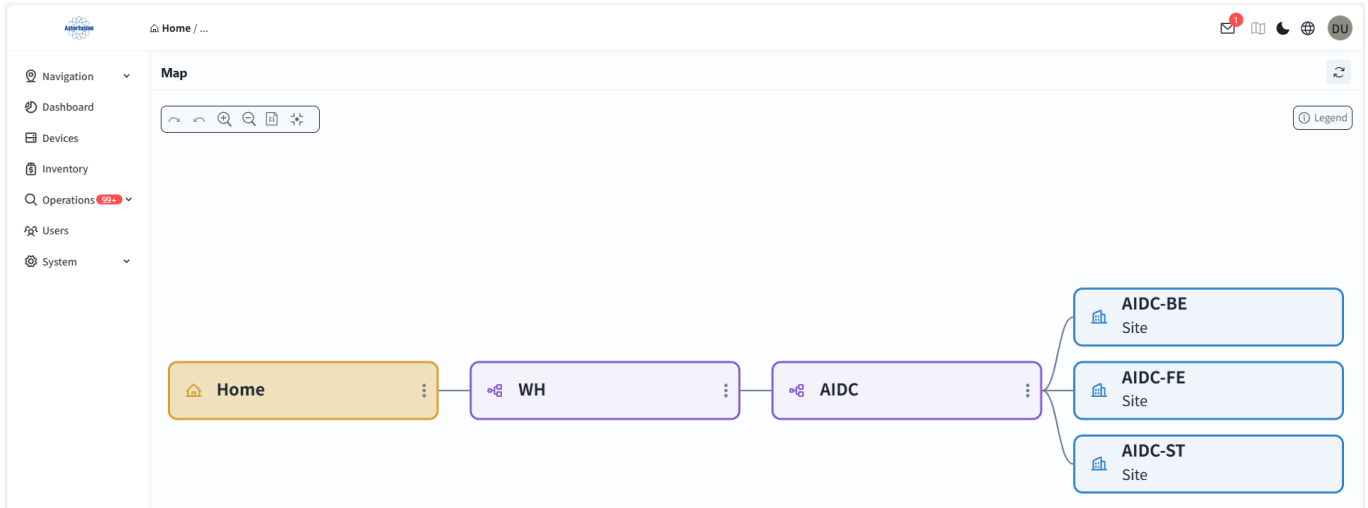 Asterfusion
Home / ...
1
DU
Navigation
Map
Dashboard
Devices
Inventory
Operations 99+
Users
System
Legend
Home
WH
AIDC
AIDC-BE
Site
AIDC-FE
Site
AIDC-ST
Site